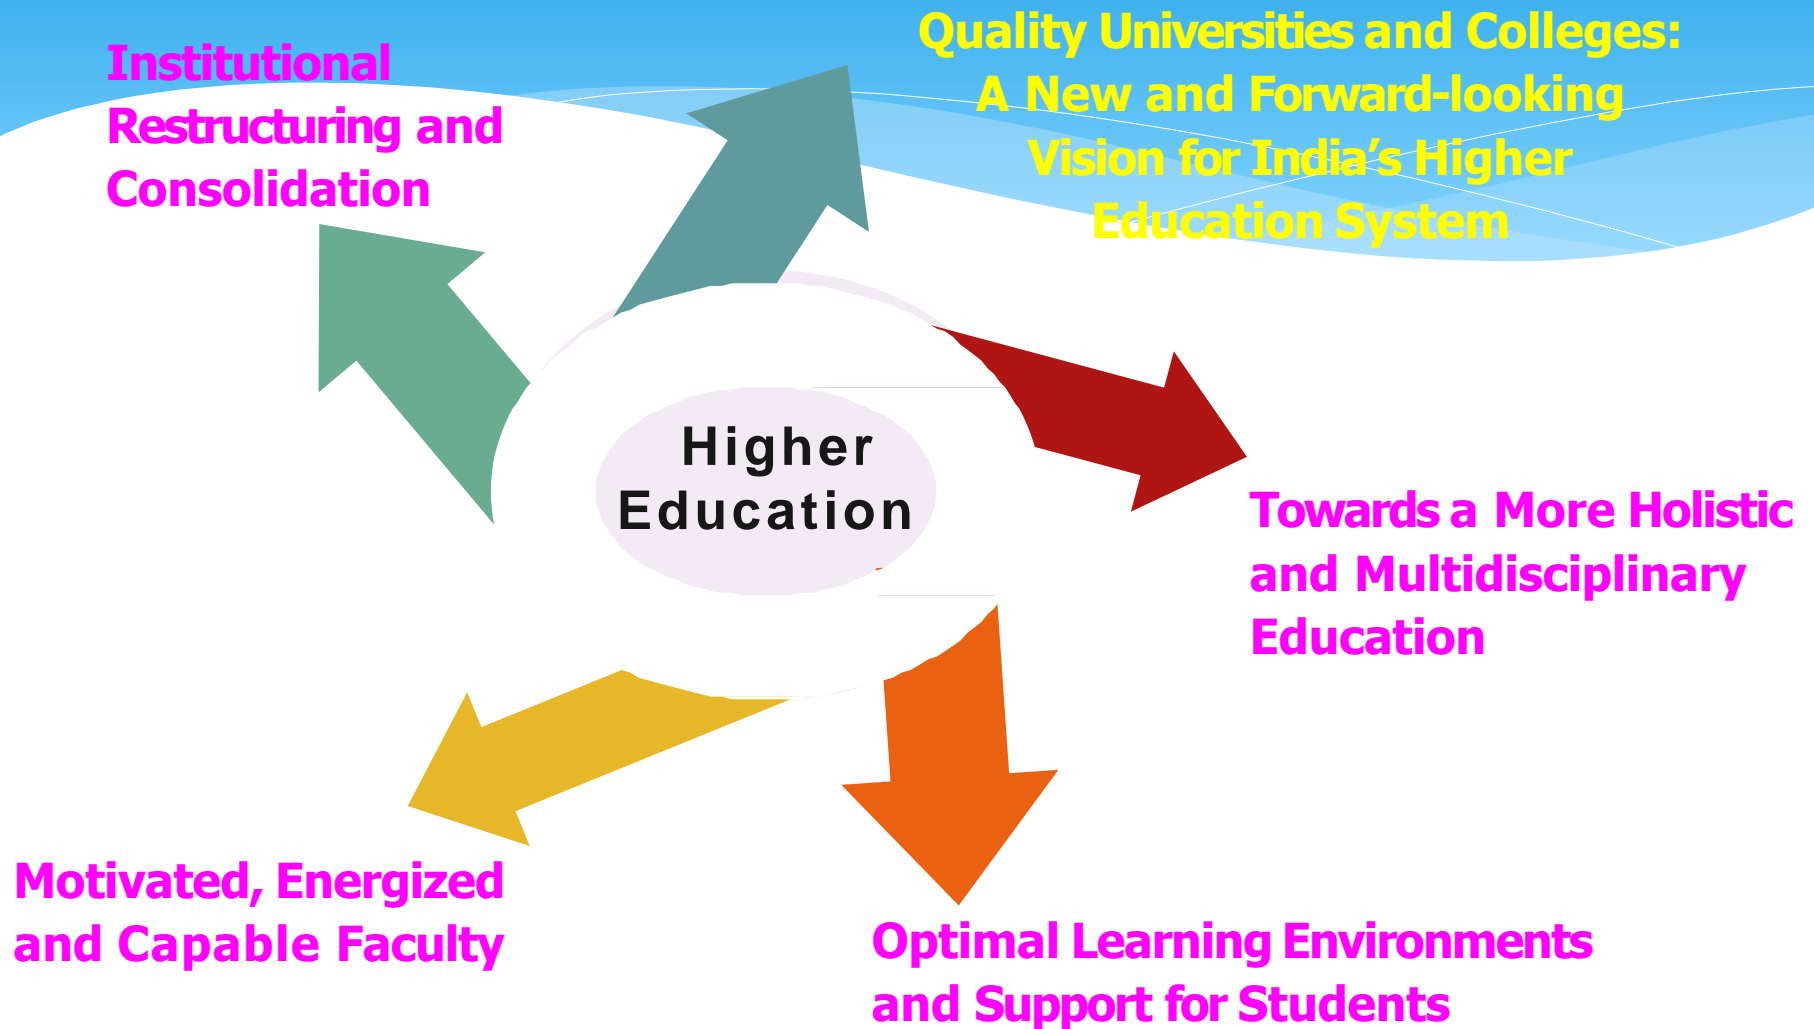 Quality Universities and Colleges:
A New and Forward-looking
Vision for India’s Higher
Education System
Institutional
Restructuring and
Consolidation
Higher
Education
Towards a More Holistic
and Multidisciplinary
Education
Motivated, Energized
and Capable Faculty
Optimal Learning Environments
and Support for Students